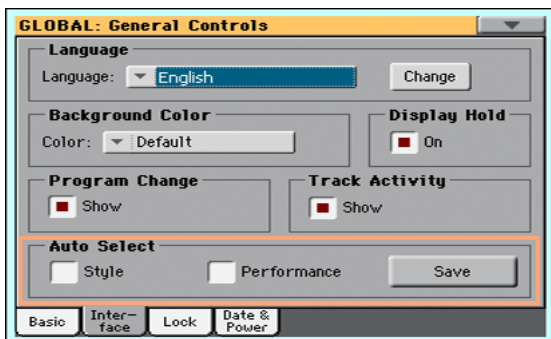 GLOBAL: General Controls
Language
Language: English Change
Background Color Display Hold
Color: Default On
Program Change Track Activity
Show Show
Auto Select
Style Performance Save
Basic Inter-face Lock Date & Power